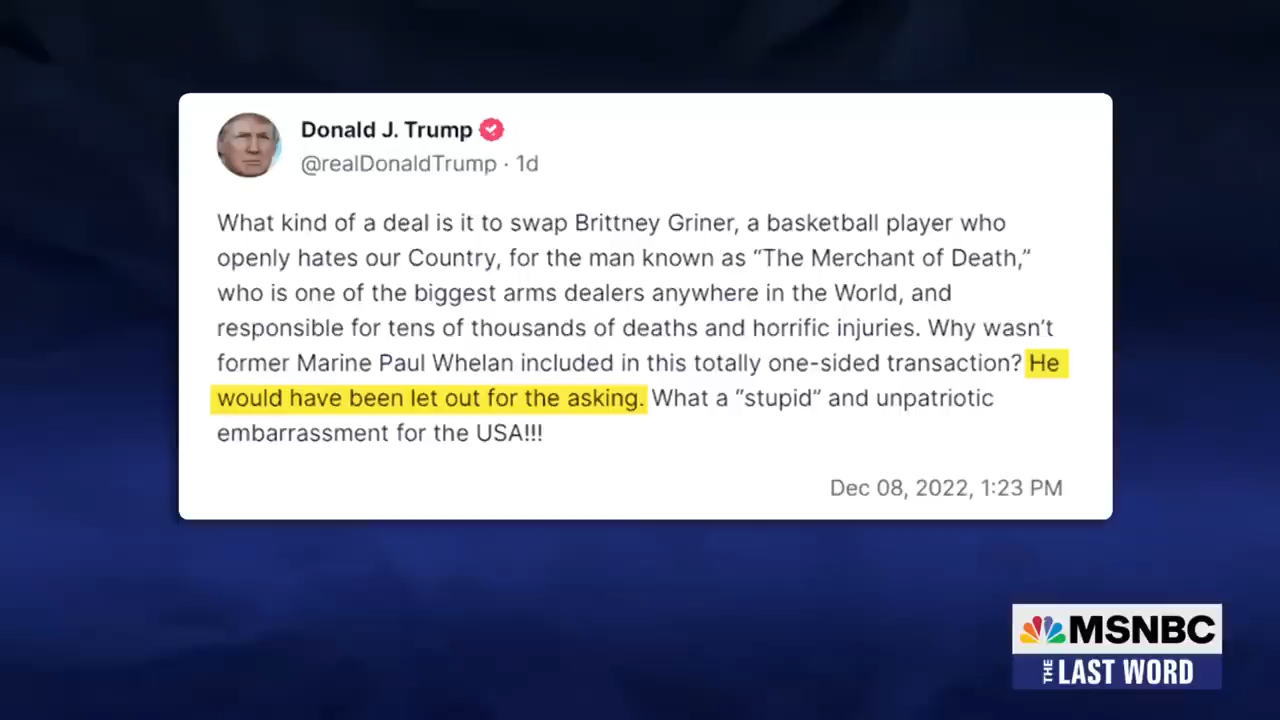 Donald J. Trump
@realDonaldTrump · 1d
What kind of a deal is it to swap Brittney Griner, a basketball player who
openly hates our Country, for the man known as “The Merchant of Death,”
who is one of the biggest arms dealers anywhere in the World, and
responsible for tens of thousands of deaths and horrific injuries. Why wasn’t
former Marine Paul Whelan included in this totally one-sided transaction? He
would have been let out for the asking. What a “stupid” and unpatriotic
embarrassment for the USA!!!
Dec 08, 2022, 1:23 PM
MSNBC
THE LAST WORD